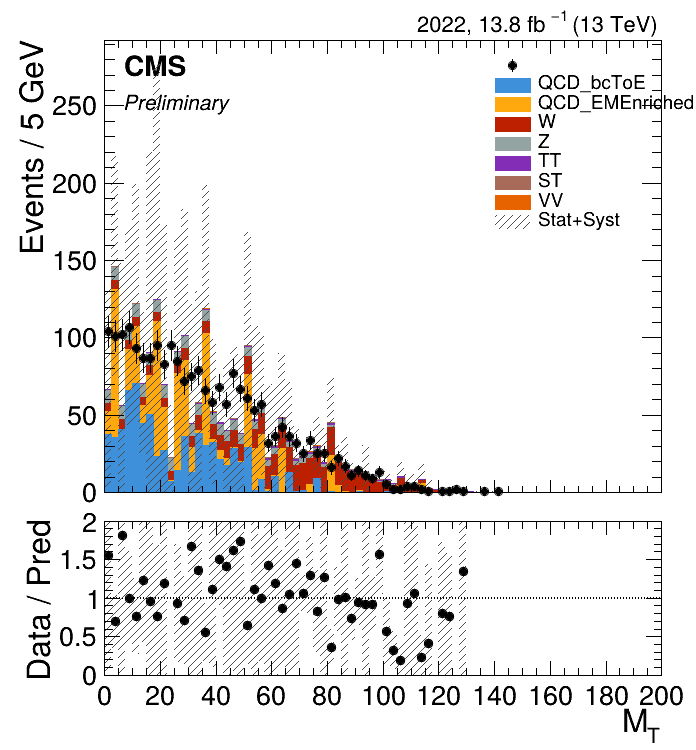 2022, 13.8 fb⁻¹ (13 TeV)
CMS
Preliminary
QCD_bcToE
QCD_EMEnriched
W
Z
TT
ST
VV
Stat+Syst
Events / 5 GeV
250
200
150
100
50
0
Data / Pred
2
1.5
1
0.5
0
0 20 40 60 80 100 120 140 160 180 200
M_T